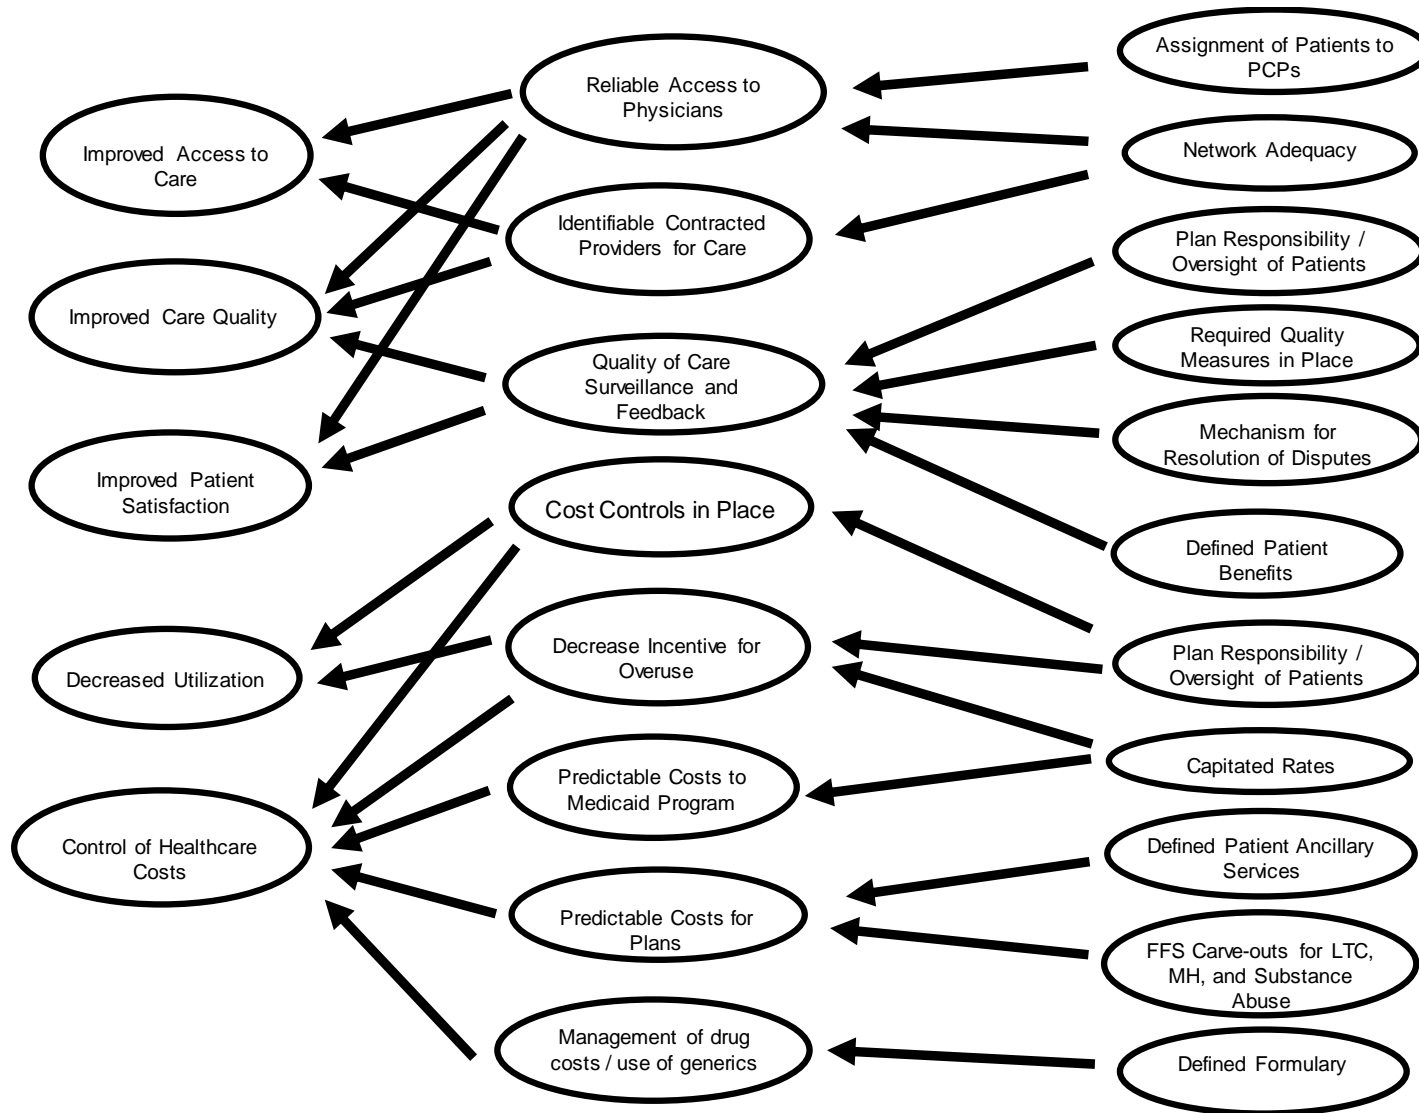 Improved Access to
Care
Improved Care Quality
Improved Patient
Satisfaction
Decreased Utilization
Control of Healthcare
Costs
Reliable Access to
Physicians
Identifiable Contracted
Providers for Care
Quality of Care
Surveillance and
Feedback
Cost Controls in Place
Decrease Incentive for
Overuse
Predictable Costs to
Medicaid Program
Predictable Costs for
Plans
Management of drug
costs / use of generics
Assignment of Patients to
PCPs
Network Adequacy
Plan Responsibility /
Oversight of Patients
Required Quality
Measures in Place
Mechanism for
Resolution of Disputes
Defined Patient
Benefits
Plan Responsibility /
Oversight of Patients
Capitated Rates
Defined Patient Ancillary
Services
FFS Carve-outs for LTC,
MH, and Substance
Abuse
Defined Formulary